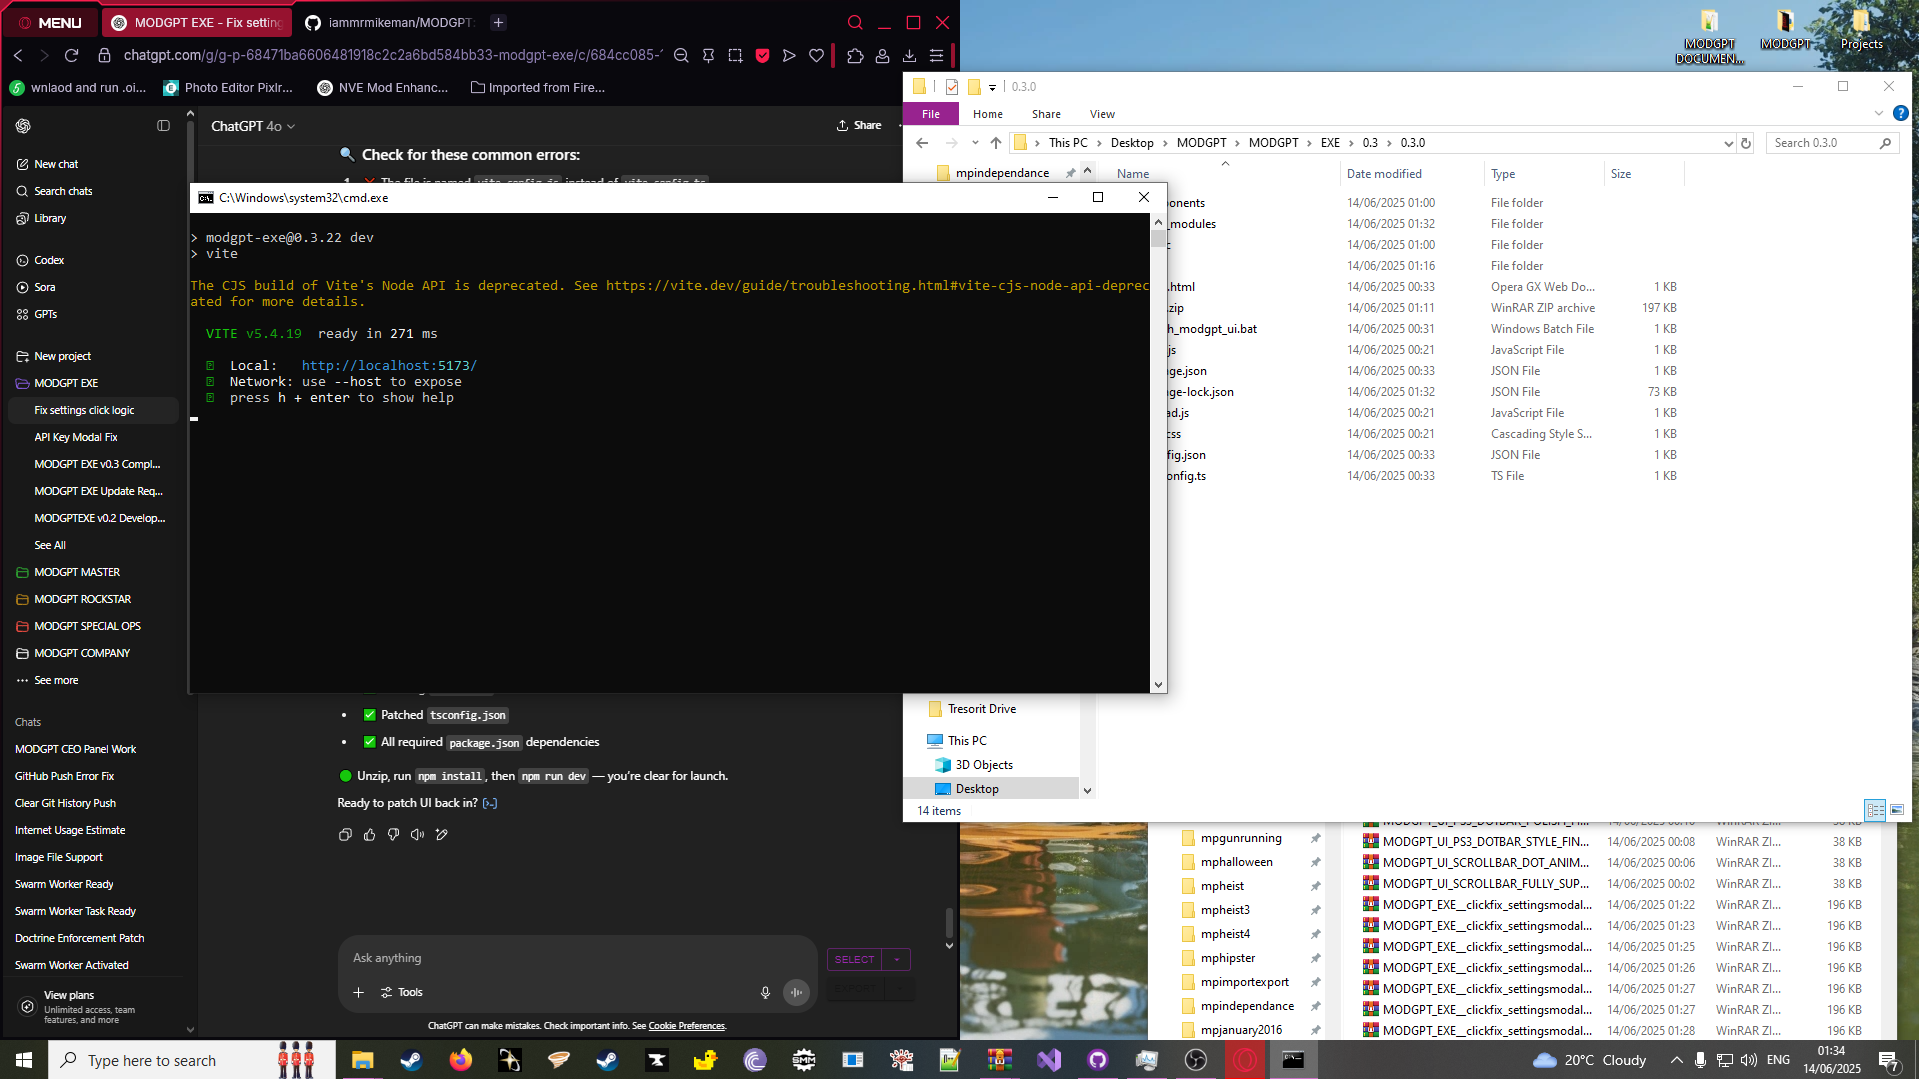 MENU
MODGPT EXE - Fix setting
iammrmikeman/MODGPT:
chatgpt.com/g/g-p-68471ba6606481918c2c2a6bd584bb33-modgpt-exe/c/684cc085-
wnlaod and run .oi...
Photo Editor Pixlr...
NVE Mod Enhanc...
Imported from Fire...
ChatGPT 4o
Share
New chat
Search chats
Library
Codex
Sora
GPTs
New project
MODGPT EXE
Fix settings click logic
API Key Modal Fix
MODGPT EXE v0.3 Compl...
MODGPT EXE Update Req...
MODGPTEXE v0.2 Develop...
See All
MODGPT MASTER
MODGPT ROCKSTAR
MODGPT SPECIAL OPS
MODGPT COMPANY
See more
Chats
MODGPT CEO Panel Work
GitHub Push Error Fix
Clear Git History Push
Internet Usage Estimate
Image File Support
Swarm Worker Ready
Swarm Worker Task Ready
Doctrine Enforcement Patch
Swarm Worker Activated
View plans
Unlimited access, team
features, and more
Check for these common errors:
1. The file is named vite.config.js instead of vite.config.ts
C:\Windows\system32\cmd.exe
> modgpt-exe@0.3.22 dev
> vite
The CJS build of Vite's Node API is deprecated. See https://vite.dev/guide/troubleshooting.html#vite-cjs-node-api-deprec
ated for more details.
VITE v5.4.19 ready in 271 ms
Local: http://localhost:5173/
Network: use --host to expose
press h + enter to show help
Patched tsconfig.json
All required package.json dependencies
Unzip, run npm install, then npm run dev — you're clear for launch.
Ready to patch UI back in?
Ask anything
Tools
SELECT
ChatGPT can make mistakes. Check important info. See Cookie Preferences.
MODGPT DOCUMEN...
MODGPT
Projects
0.3.0
File Home Share View
This PC > Desktop > MODGPT > MODGPT > EXE > 0.3 > 0.3.0
Search 0.3.0
mpindependance
Name Date modified Type Size
onents 14/06/2025 01:00 File folder
_modules 14/06/2025 01:32 File folder
c 14/06/2025 01:00 File folder
14/06/2025 01:16 File folder
.html 14/06/2025 00:33 Opera GX Web Do... 1 KB
.zip 14/06/2025 01:11 WinRAR ZIP archive 197 KB
h_modgpt_ui.bat 14/06/2025 00:31 Windows Batch File 1 KB
js 14/06/2025 00:21 JavaScript File 1 KB
ge.json 14/06/2025 00:33 JSON File 1 KB
ge-lock.json 14/06/2025 01:32 JSON File 73 KB
ad.js 14/06/2025 00:21 JavaScript File 1 KB
css 14/06/2025 00:21 Cascading Style S... 1 KB
fig.json 14/06/2025 00:33 JSON File 1 KB
onfig.ts 14/06/2025 00:33 TS File 1 KB
Tresorit Drive
This PC
3D Objects
Desktop
14 items
mpgunrunning
mphalloween
mpheist
mpheist3
mpheist4
mphipster
mpimportexport
mpindependance
mpjanuary2016
MODGPT_UI_PS3_DOTBAR_STYLE_FIN... 14/06/2025 00:08 WinRAR ZI... 38 KB
MODGPT_UI_SCROLLBAR_DOT_ANIM... 14/06/2025 00:06 WinRAR ZI... 38 KB
MODGPT_UI_SCROLLBAR_FULLY_SUP... 14/06/2025 00:02 WinRAR ZI... 38 KB
MODGPT_EXE__clickfix_settingsmodal... 14/06/2025 01:22 WinRAR ZI... 196 KB
MODGPT_EXE__clickfix_settingsmodal... 14/06/2025 01:23 WinRAR ZI... 196 KB
MODGPT_EXE__clickfix_settingsmodal... 14/06/2025 01:25 WinRAR ZI... 196 KB
MODGPT_EXE__clickfix_settingsmodal... 14/06/2025 01:26 WinRAR ZI... 196 KB
MODGPT_EXE__clickfix_settingsmodal... 14/06/2025 01:27 WinRAR ZI... 196 KB
MODGPT_EXE__clickfix_settingsmodal... 14/06/2025 01:27 WinRAR ZI... 196 KB
MODGPT_EXE__clickfix_settingsmodal... 14/06/2025 01:28 WinRAR ZI... 196 KB
Type here to search
SMM
20°C Cloudy
ENG
01:34
14/06/2025
7